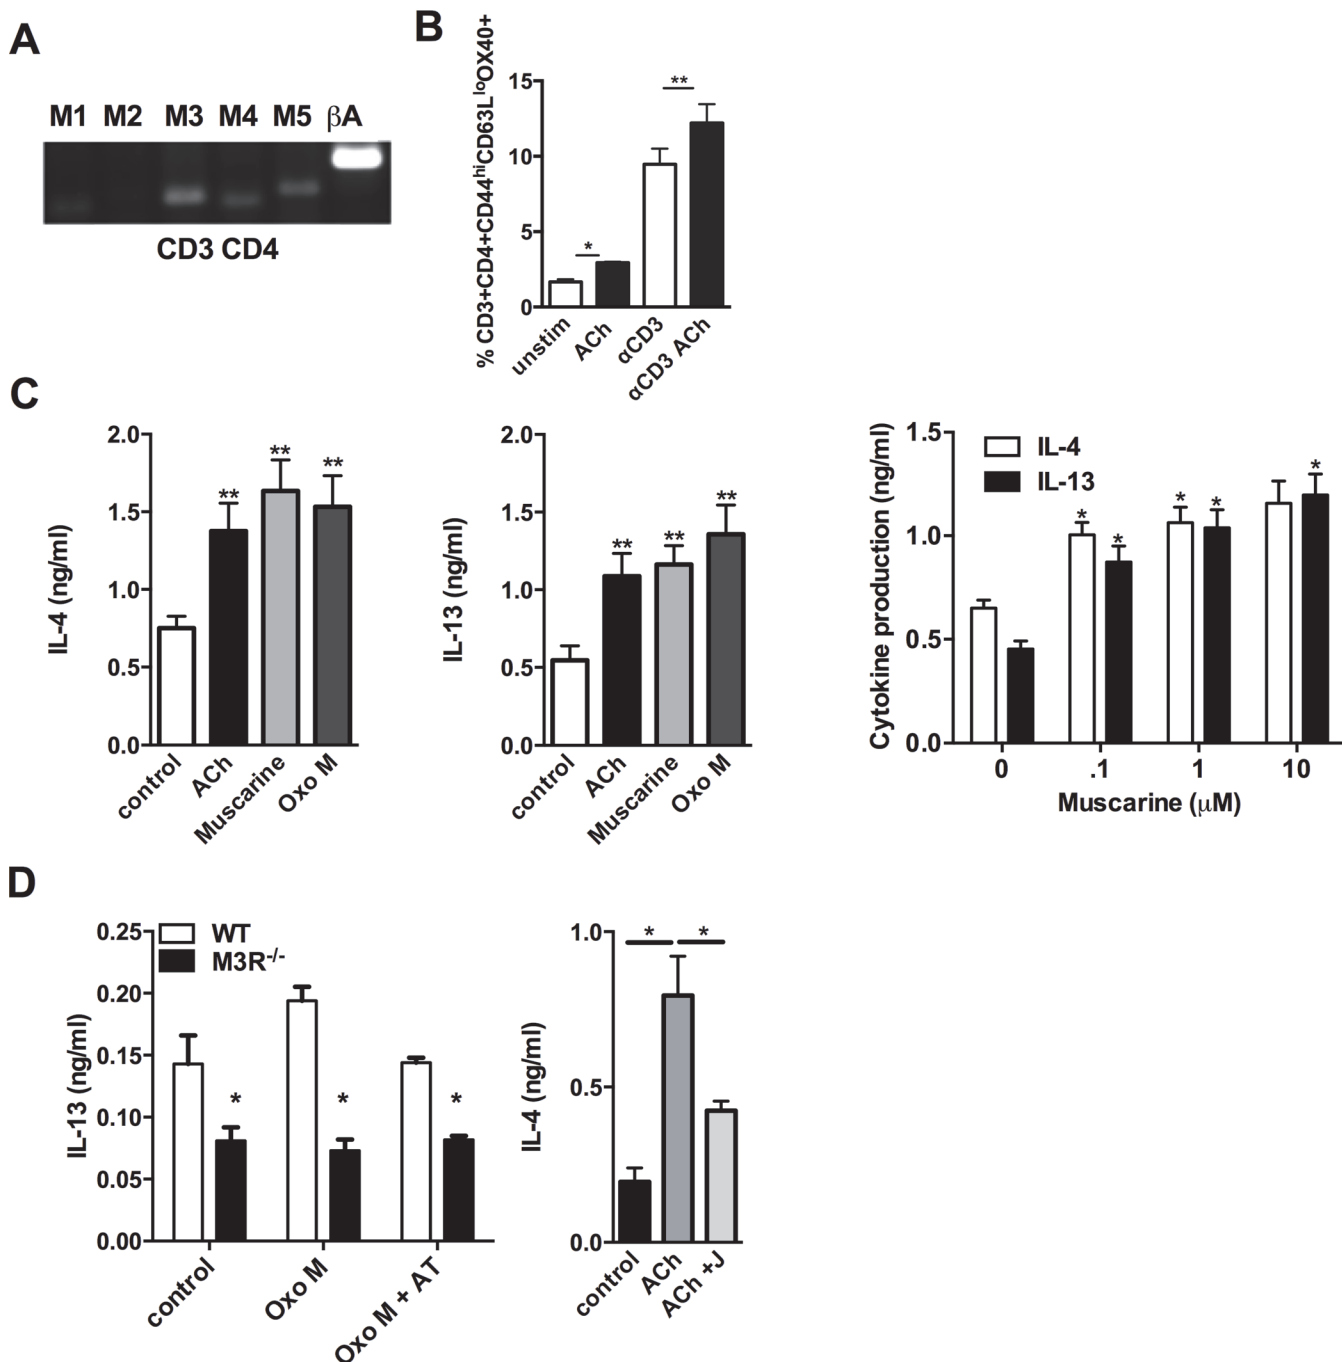 A
M1 M2 M3 M4 M5 βA
CD3 CD4
B
% CD3+CD4+CD44hiCD63LloOX40+
15
10
5
0
*
**
unstim
ACh
αCD3
αCD3 ACh
C
IL-4 (ng/ml)
2.0
1.5
1.0
0.5
0.0
**
**
**
control
ACh
Muscarine
Oxo M
IL-13 (ng/ml)
2.0
1.5
1.0
0.5
0.0
**
**
**
control
ACh
Muscarine
Oxo M
Cytokine production (ng/ml)
1.5
1.0
0.5
0.0
IL-4
IL-13
* * * * *
0 .1 1 10
Muscarine (μM)
D
IL-13 (ng/ml)
0.25
0.20
0.15
0.10
0.05
0.00
WT
M3R-/-
* * *
control
Oxo M
Oxo M + AT
IL-4 (ng/ml)
1.0
0.5
0.0
* *
control
ACh
ACh +J